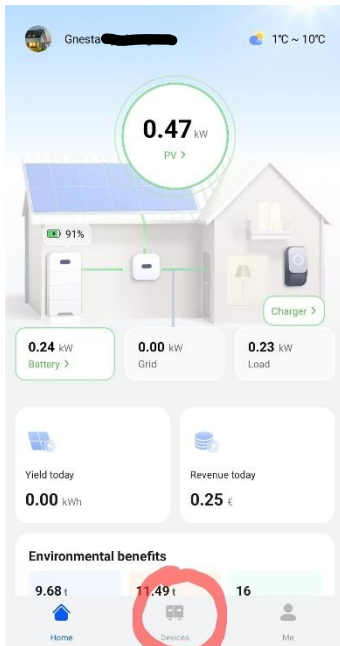 Gnesta
1°C ~ 10°C
0.47 kW
PV >
91%
Charger >
0.24 kW
Battery >
0.00 kW
Grid
0.23 kW
Load
Yield today
0.00 kWh
Revenue today
0.25 €
Environmental benefits
9.68 t
11.49 t
16
Home
Devices
Me